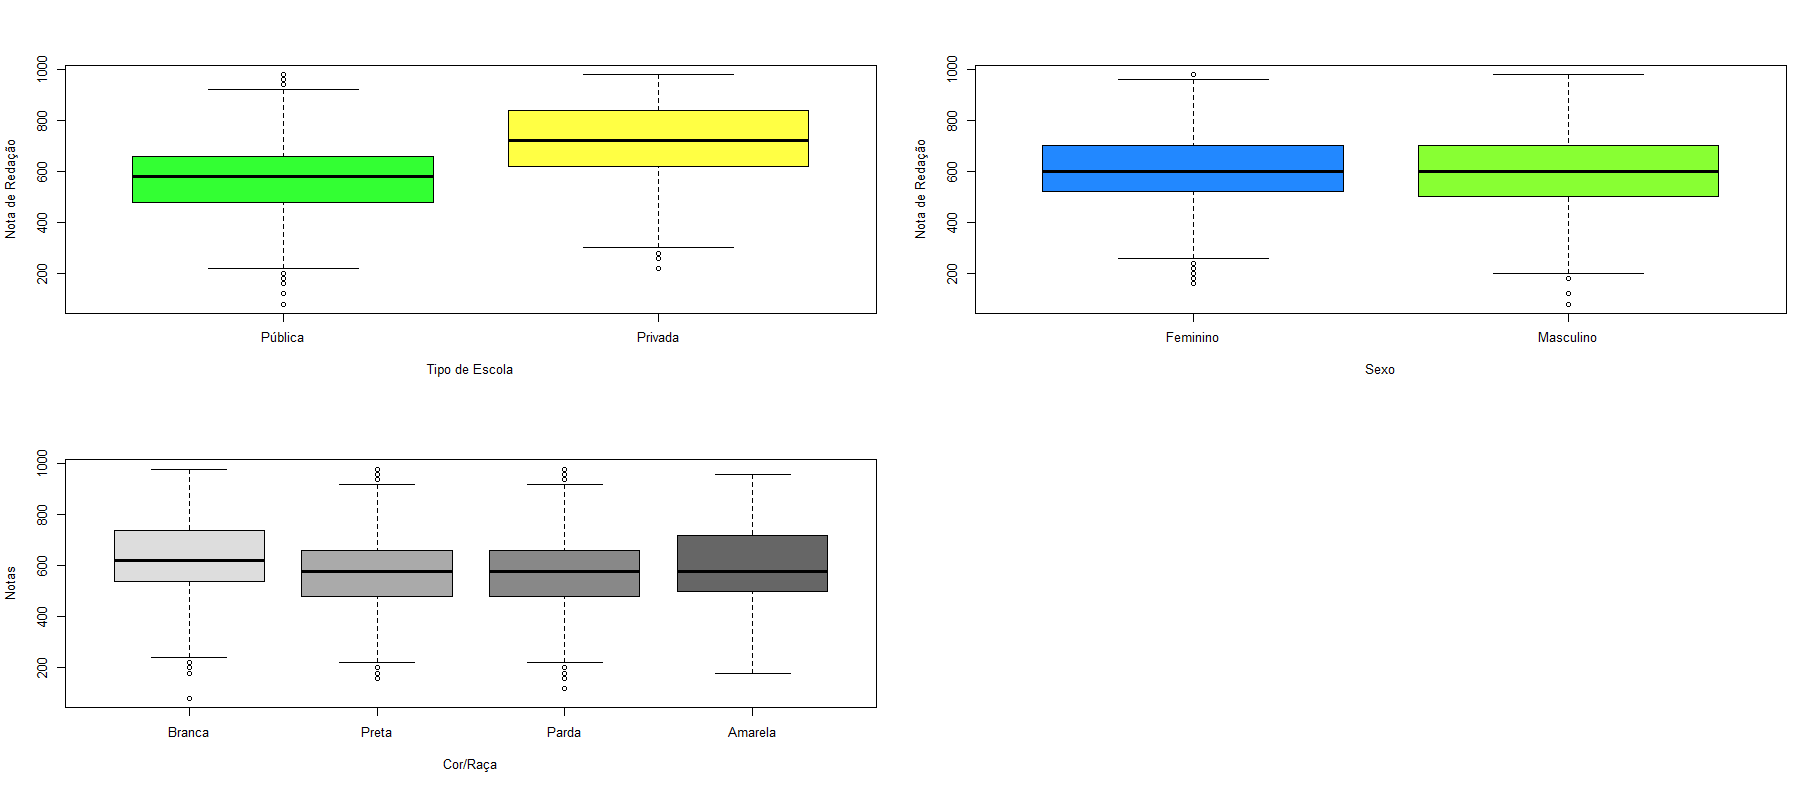 Nota de Redação
1000
800
600
400
200
Pública
Privada
Tipo de Escola
Nota de Redação
1000
800
600
400
200
Feminino
Masculino
Sexo
Notas
1000
800
600
400
200
Branca
Preta
Parda
Amarela
Cor/Raça